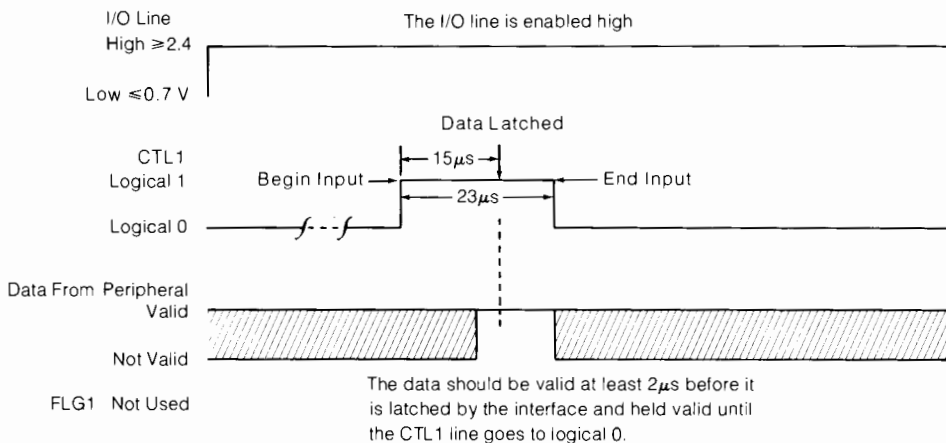 I/O Line
The I/O line is enabled high
High ≥2.4
Low ≤0.7 V
Data Latched
CTL1
15μs
Logical 1
Begin Input
End Input
23μs
Logical 0
Data From Peripheral
Valid
Not Valid
The data should be valid at least 2μs before it
FLG1 Not Used
is latched by the interface and held valid until
the CTL1 line goes to logical 0.